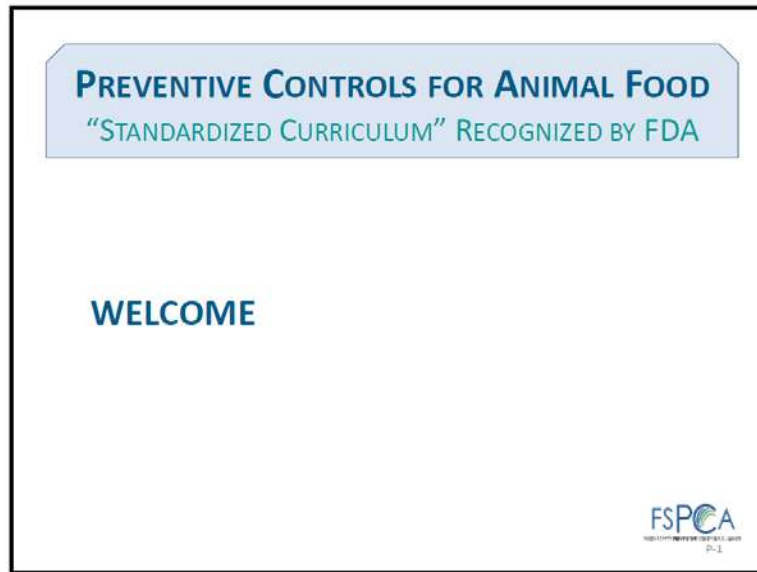 PREVENTIVE CONTROLS FOR ANIMAL FOOD
“STANDARDIZED CURRICULUM” RECOGNIZED BY FDA
WELCOME
FSPCA
P-1